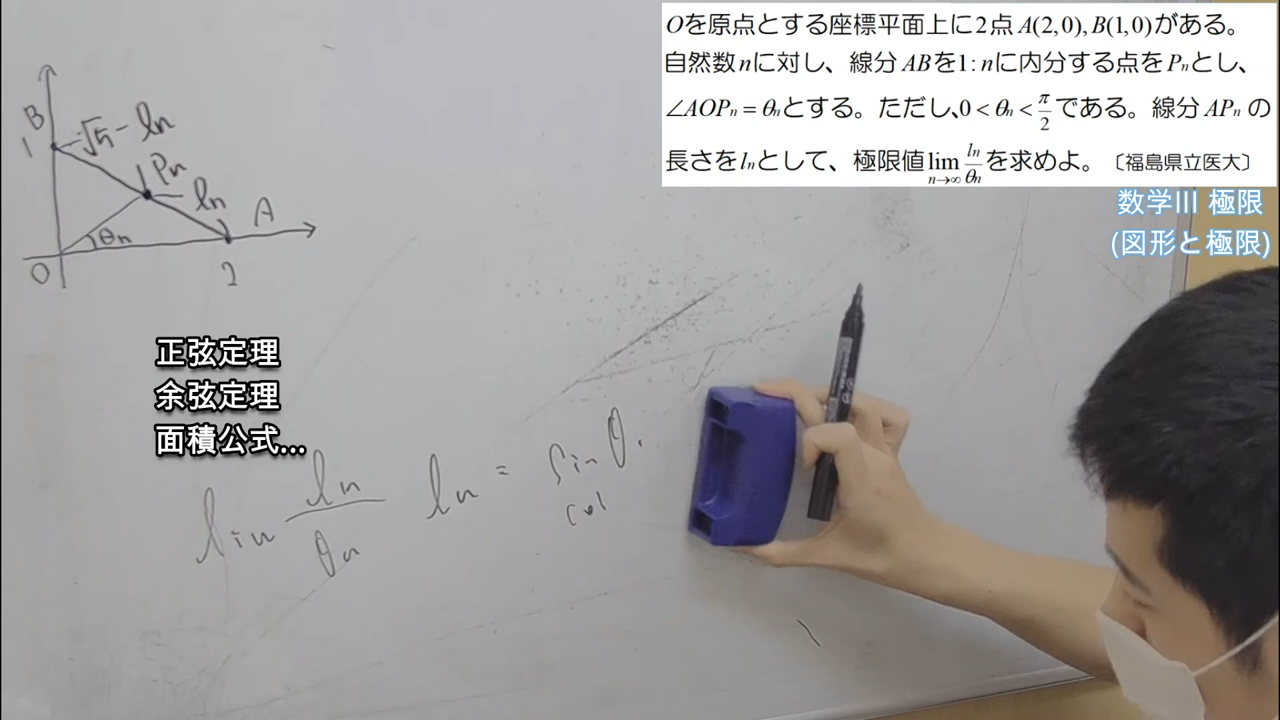 Oを原点とする座標平面上に2点A(2,0),B(1,0)がある。
自然数nに対し、線分ABを1:nに内分する点をPnとし、
∠AOPn=θnとする。ただし、0<θn<π/2である。線分APnの
長さをlnとして、極限値lim n→∞ ln/θnを求めよ。〔福島県立医大〕
数学Ⅲ 極限
(図形と極限)
B
1
√5-ln
Pn
ln
A
θn
O
2
正弦定理
余弦定理
面積公式...
lim ln/θn
ln = sinθ